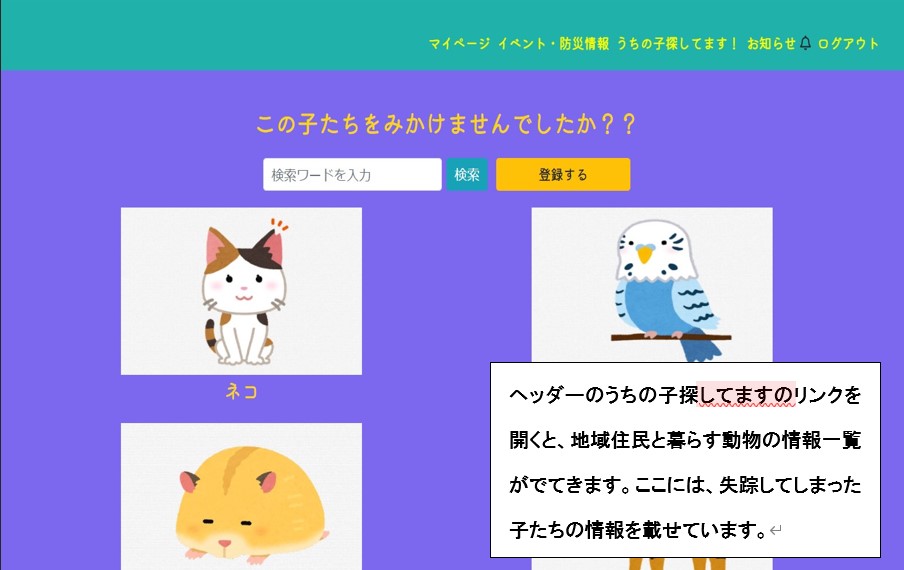 マイページ イベント・防災情報 うちの子探してます！ お知らせ ログアウト
この子たちをみかけませんでしたか？？
検索ワードを入力 検索 登録する
ネコ
ヘッダーのうちの子探してますのリンクを
開くと、地域住民と暮らす動物の情報一覧
がでてきます。ここには、失踪してしまった
子たちの情報を載せています。